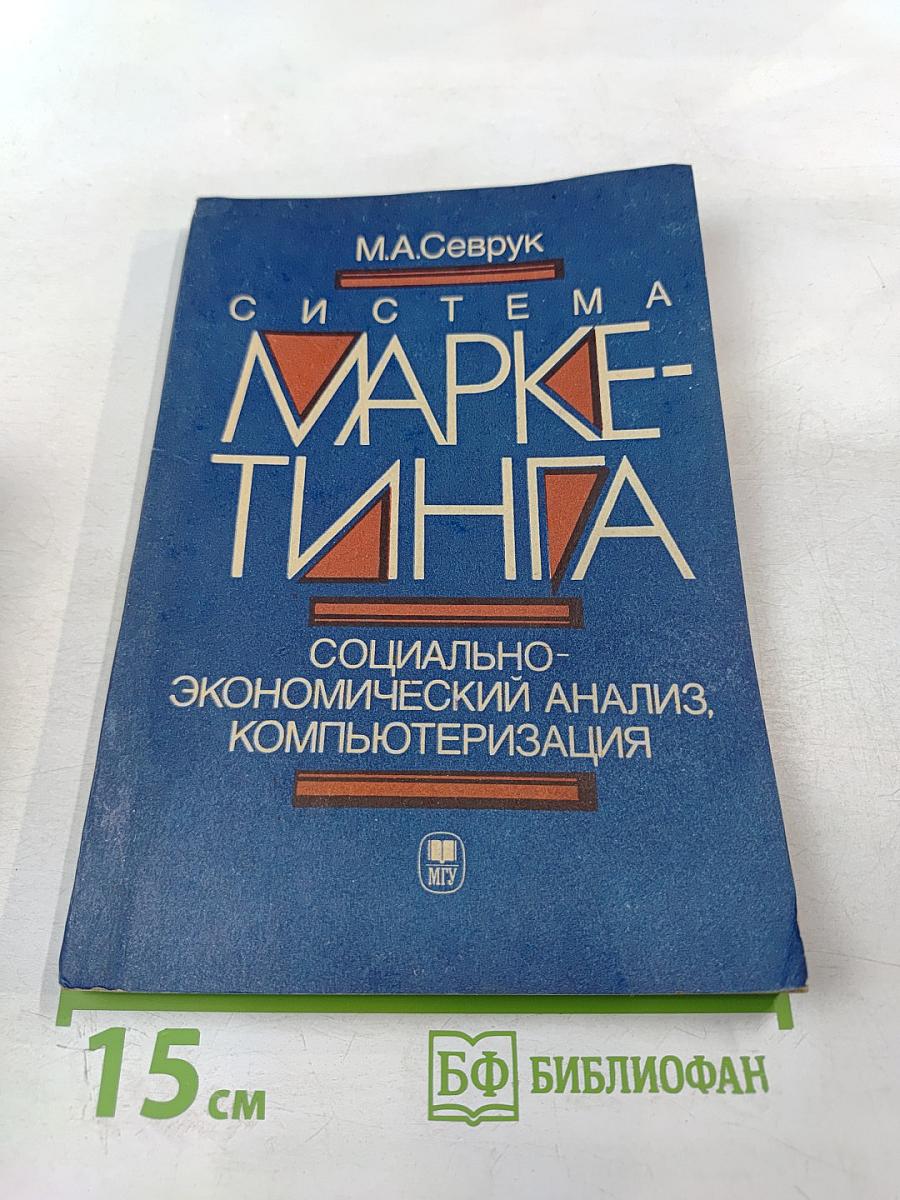 М.А.Севрук
СИСТЕМА
МАРКЕ-
ТИНГА
СОЦИАЛЬНО-
ЭКОНОМИЧЕСКИЙ АНАЛИЗ,
КОМПЬЮТЕРИЗАЦИЯ
МГУ
15 см
БФ БИБЛИОФАН